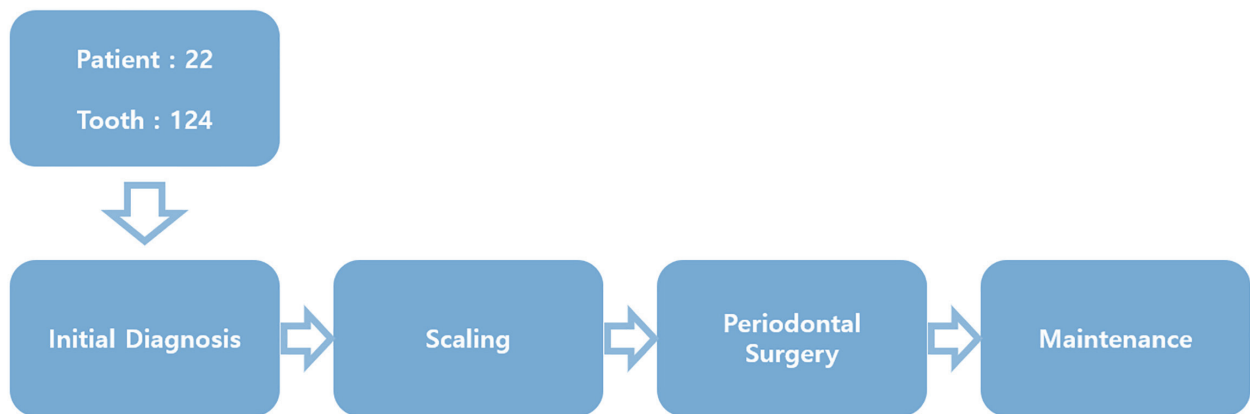 Patient : 22
Tooth : 124
Initial Diagnosis
Scaling
Periodontal
Surgery
Maintenance